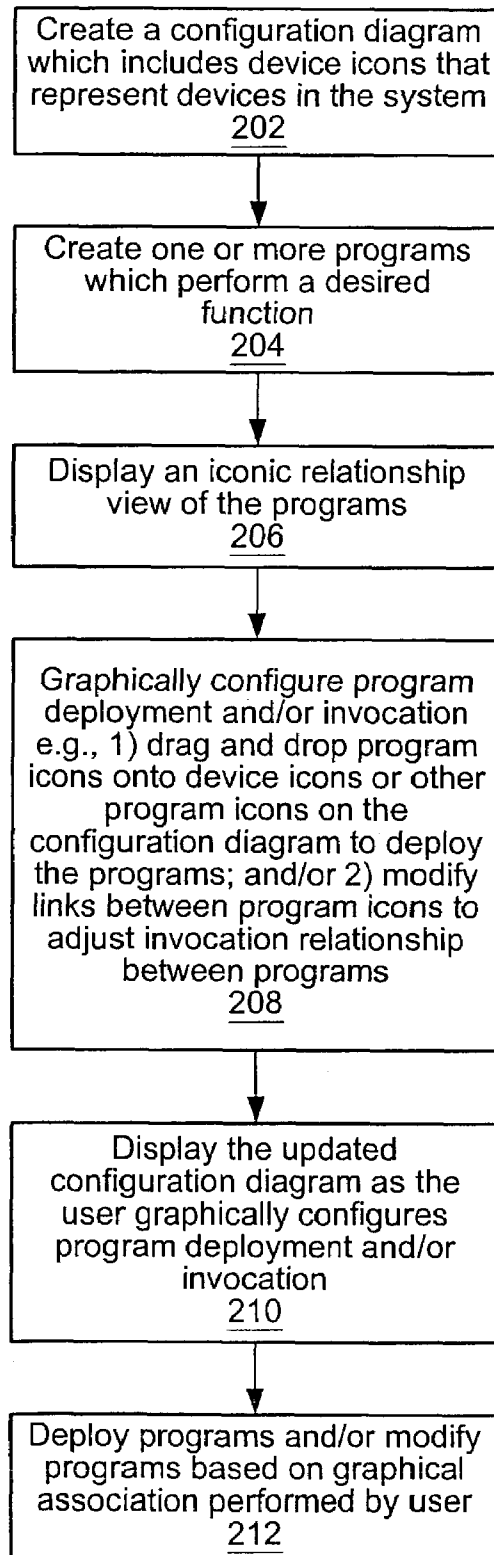 Create a configuration diagram
which includes device icons that
represent devices in the system
202
Create one or more programs
which perform a desired
function
204
Display an iconic relationship
view of the programs
206
Graphically configure program
deployment and/or invocation
e.g., 1) drag and drop program
icons onto device icons or other
program icons on the
configuration diagram to deploy
the programs; and/or 2) modify
links between program icons to
adjust invocation relationship
between programs
208
Display the updated
configuration diagram as the
user graphically configures
program deployment and/or
invocation
210
Deploy programs and/or modify
programs based on graphical
association performed by user
212